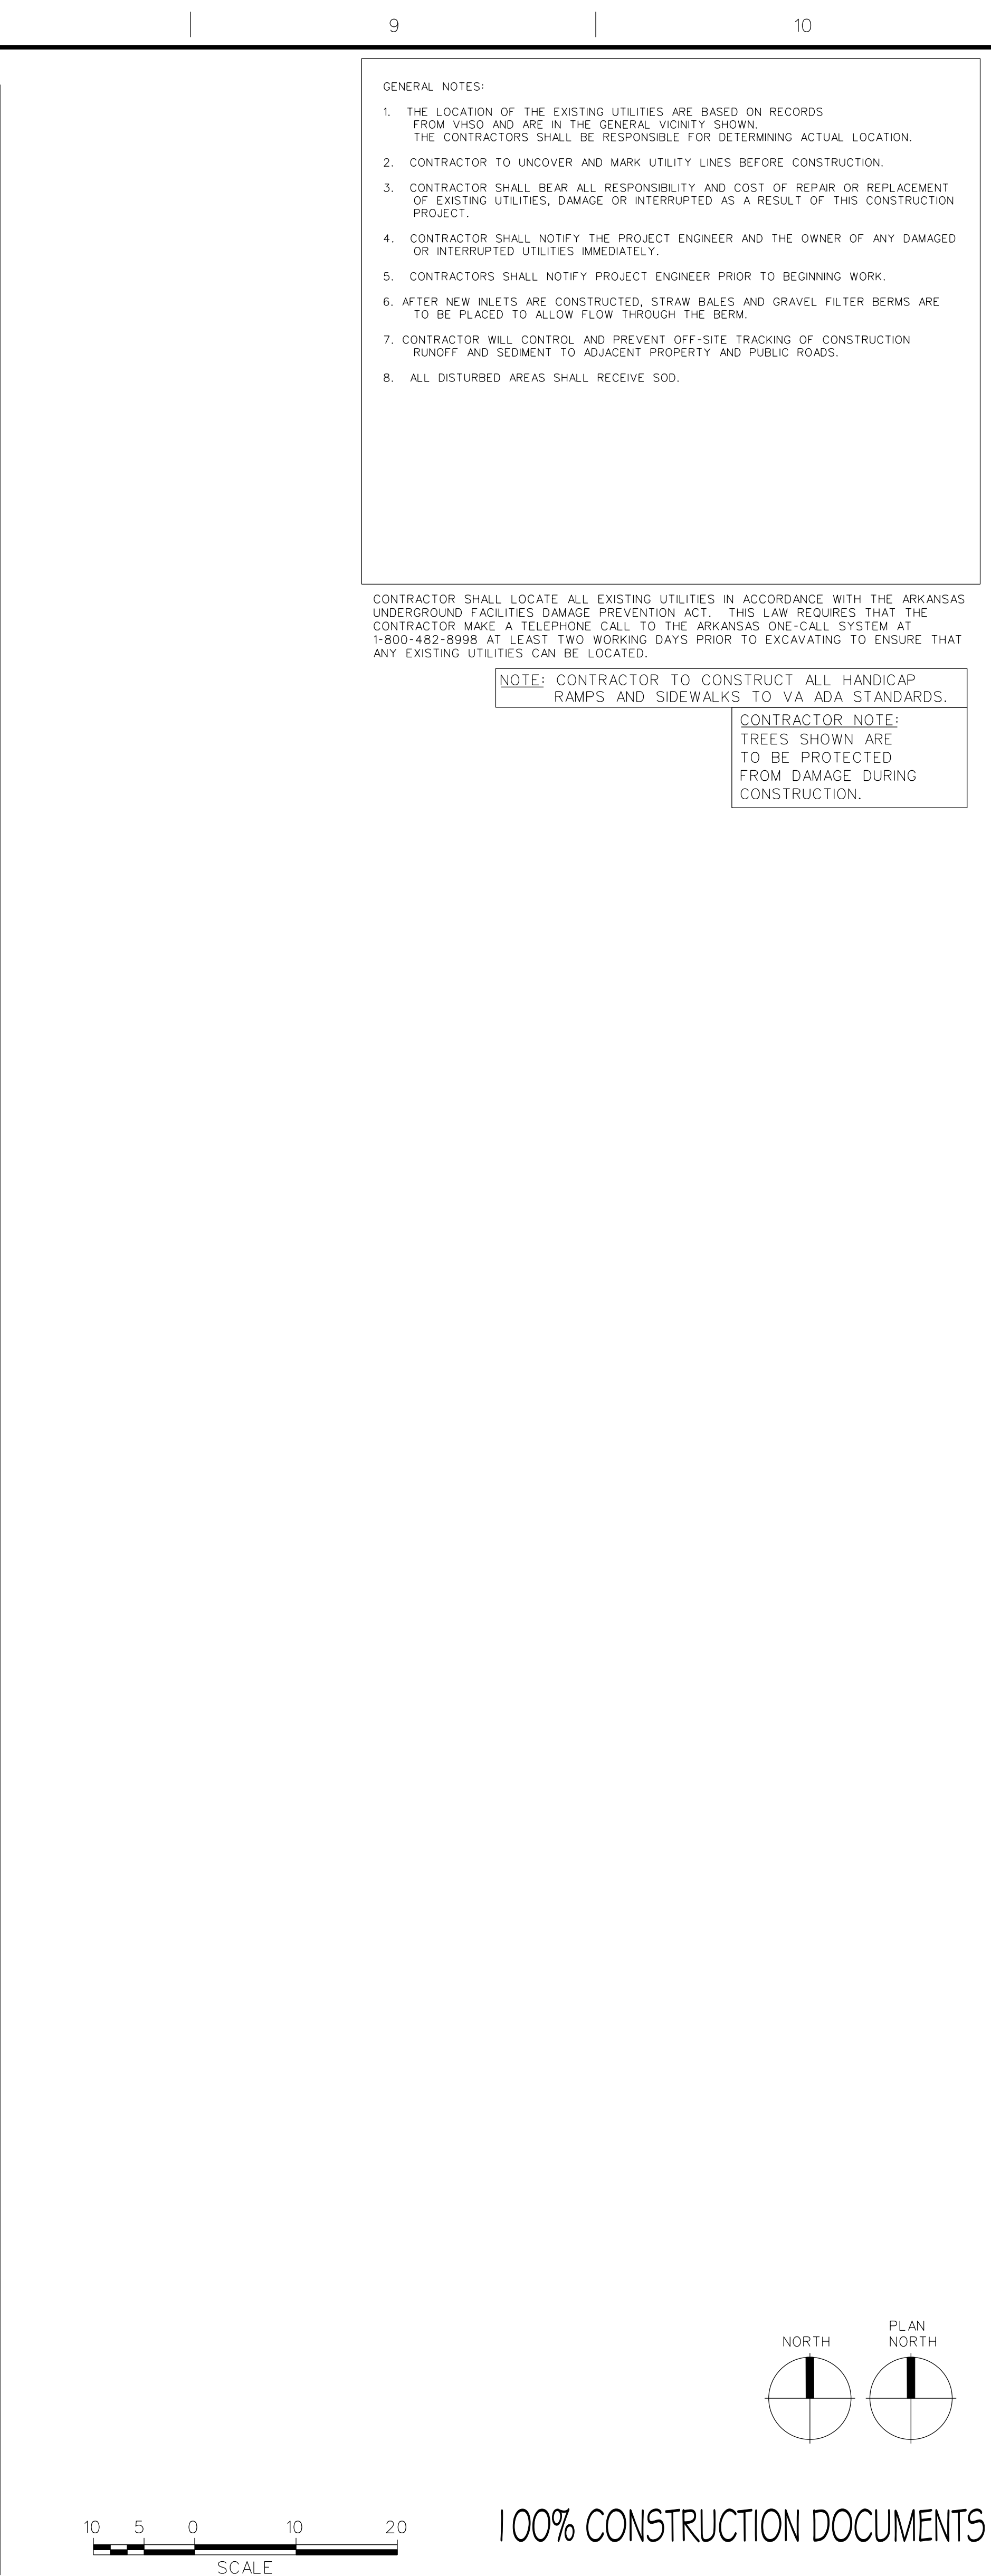 9
10
GENERAL NOTES:
1. THE LOCATION OF THE EXISTING UTILITIES ARE BASED ON RECORDS
FROM VHSO AND ARE IN THE GENERAL VICINITY SHOWN.
THE CONTRACTORS SHALL BE RESPONSIBLE FOR DETERMINING ACTUAL LOCATION.
2. CONTRACTOR TO UNCOVER AND MARK UTILITY LINES BEFORE CONSTRUCTION.
3. CONTRACTOR SHALL BEAR ALL RESPONSIBILITY AND COST OF REPAIR OR REPLACEMENT
OF EXISTING UTILITIES, DAMAGE OR INTERRUPTED AS A RESULT OF THIS CONSTRUCTION
PROJECT.
4. CONTRACTOR SHALL NOTIFY THE PROJECT ENGINEER AND THE OWNER OF ANY DAMAGED
OR INTERRUPTED UTILITIES IMMEDIATELY.
5. CONTRACTORS SHALL NOTIFY PROJECT ENGINEER PRIOR TO BEGINNING WORK.
6. AFTER NEW INLETS ARE CONSTRUCTED, STRAW BALES AND GRAVEL FILTER BERMS ARE
TO BE PLACED TO ALLOW FLOW THROUGH THE BERM.
7. CONTRACTOR WILL CONTROL AND PREVENT OFF-SITE TRACKING OF CONSTRUCTION
RUNOFF AND SEDIMENT TO ADJACENT PROPERTY AND PUBLIC ROADS.
8. ALL DISTURBED AREAS SHALL RECEIVE SOD.
CONTRACTOR SHALL LOCATE ALL EXISTING UTILITIES IN ACCORDANCE WITH THE ARKANSAS
UNDERGROUND FACILITIES DAMAGE PREVENTION ACT. THIS LAW REQUIRES THAT THE
CONTRACTOR MAKE A TELEPHONE CALL TO THE ARKANSAS ONE-CALL SYSTEM AT
1-800-482-8998 AT LEAST TWO WORKING DAYS PRIOR TO EXCAVATING TO ENSURE THAT
ANY EXISTING UTILITIES CAN BE LOCATED.
NOTE: CONTRACTOR TO CONSTRUCT ALL HANDICAP
RAMPS AND SIDEWALKS TO VA ADA STANDARDS.
CONTRACTOR NOTE:
TREES SHOWN ARE
TO BE PROTECTED
FROM DAMAGE DURING
CONSTRUCTION.
NORTH
PLAN
NORTH
10 5 0 10 20
SCALE
100% CONSTRUCTION DOCUMENTS